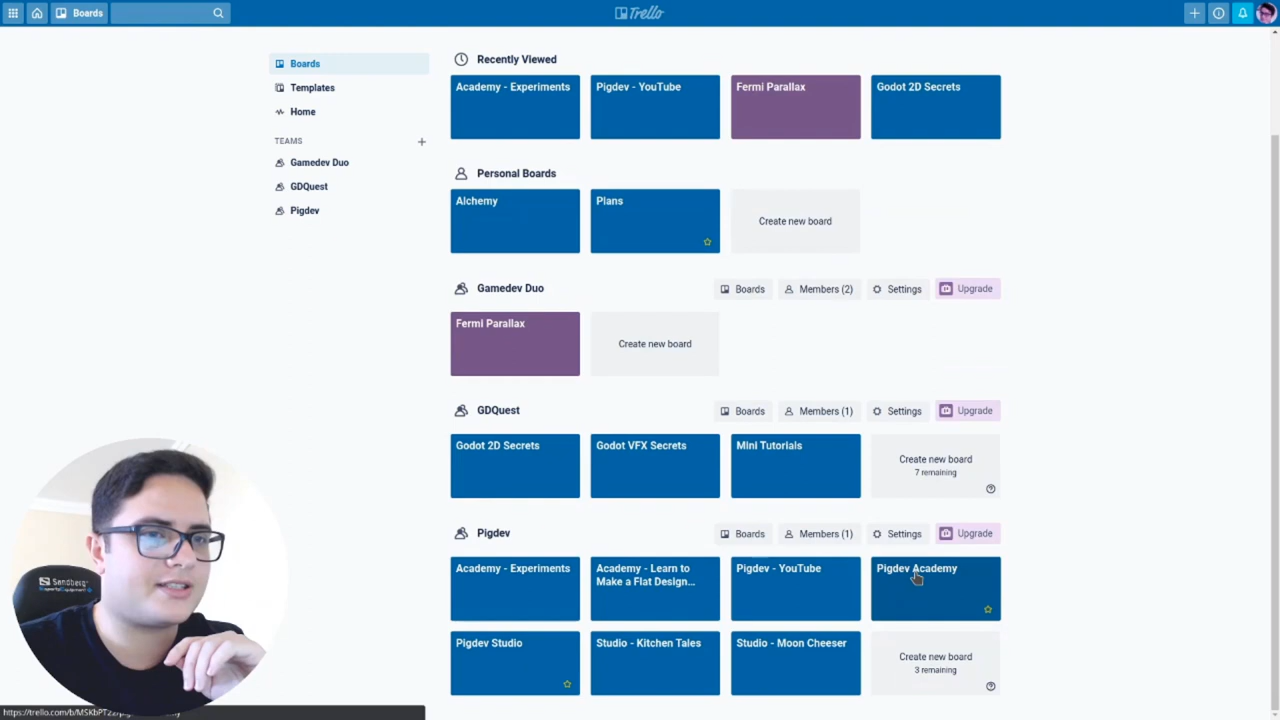 Boards
Trello
Boards
Templates
Home
TEAMS
Gamedev Duo
GDQuest
Pigdev
Recently Viewed
Academy - Experiments
Pigdev - YouTube
Fermi Parallax
Godot 2D Secrets
Personal Boards
Alchemy
Plans
Create new board
Gamedev Duo
Boards
Members (2)
Settings
Upgrade
Fermi Parallax
Create new board
GDQuest
Boards
Members (1)
Settings
Upgrade
Godot 2D Secrets
Godot VFX Secrets
Mini Tutorials
Create new board
7 remaining
Pigdev
Boards
Members (1)
Settings
Upgrade
Academy - Experiments
Academy - Learn to
Make a Flat Design...
Pigdev - YouTube
Pigdev Academy
Pigdev Studio
Studio - Kitchen Tales
Studio - Moon Cheeser
Create new board
3 remaining
Sandberg